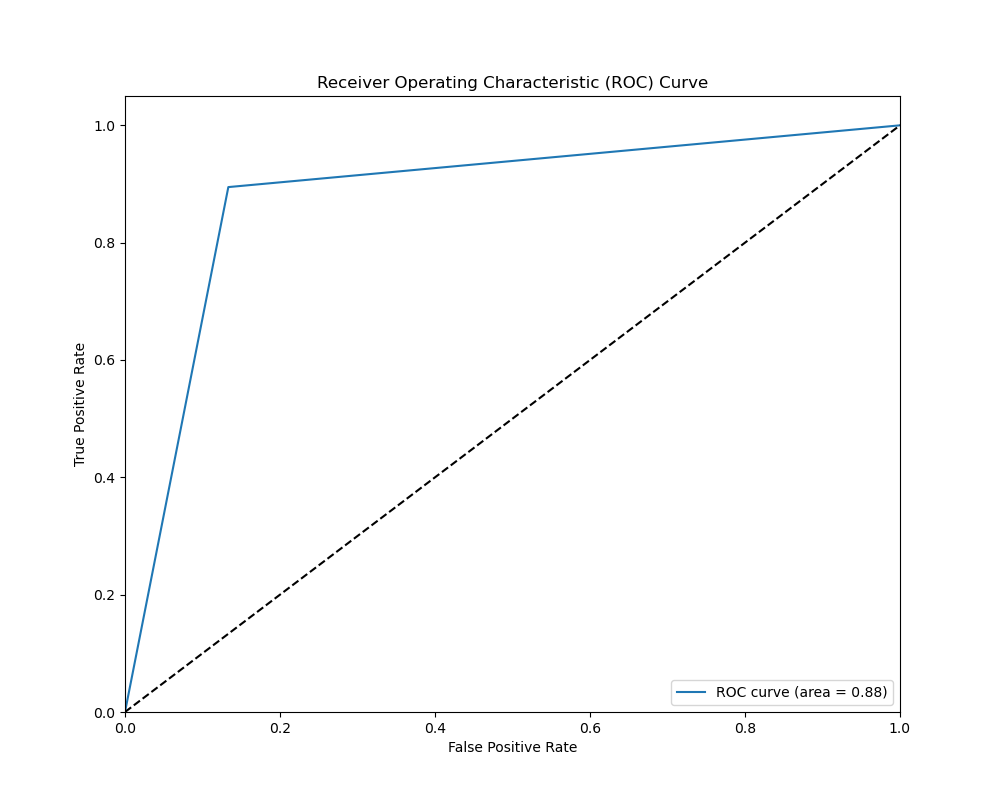 Receiver Operating Characteristic (ROC) Curve
1.0
0.8
0.6
0.4
0.2
0.0
True Positive Rate
ROC curve (area = 0.88)
0.0 0.2 0.4 0.6 0.8 1.0
False Positive Rate